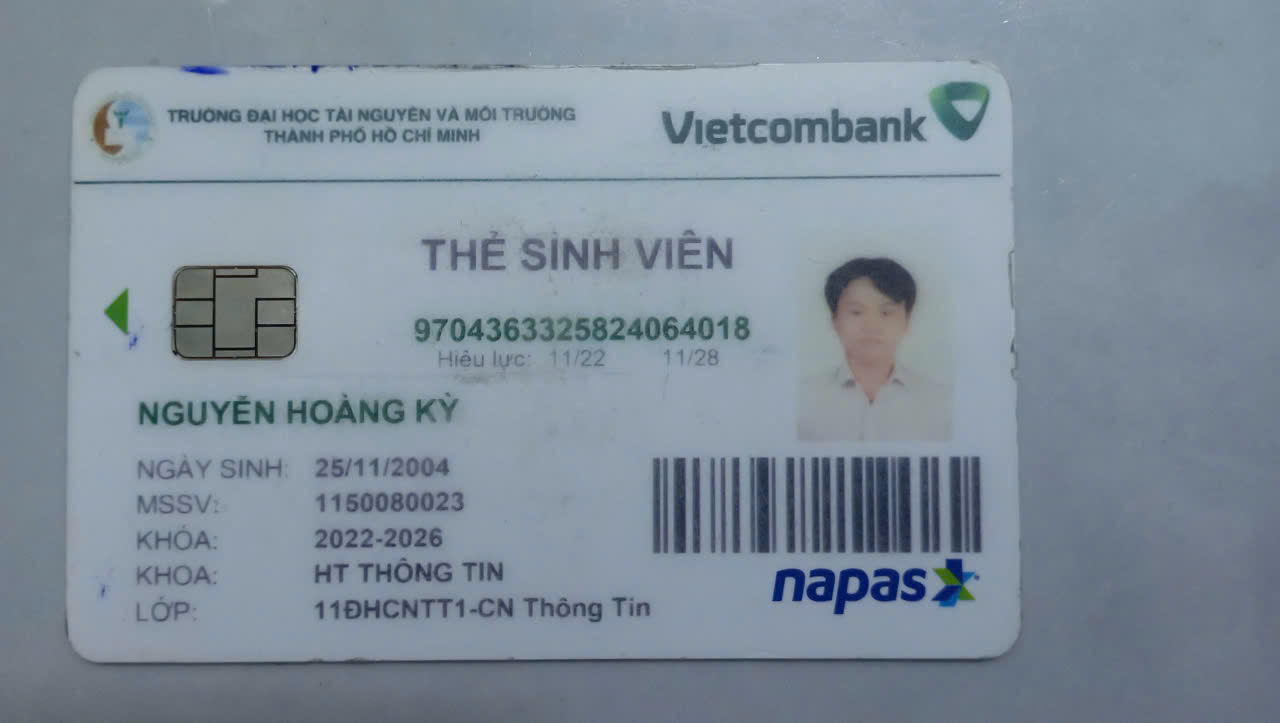 TRƯỜNG ĐẠI HỌC TÀI NGUYÊN VÀ MÔI TRƯỜNG
THÀNH PHỐ HỒ CHÍ MINH
Vietcombank
THẺ SINH VIÊN
9704363325824064018
Hiệu lực: 11/22 11/28
NGUYỄN HOÀNG KỲ
NGÀY SINH: 25/11/2004
MSSV: 1150080023
KHÓA: 2022-2026
KHOA: HT THÔNG TIN
LỚP: 11ĐHCNTT1-CN Thông Tin
napas